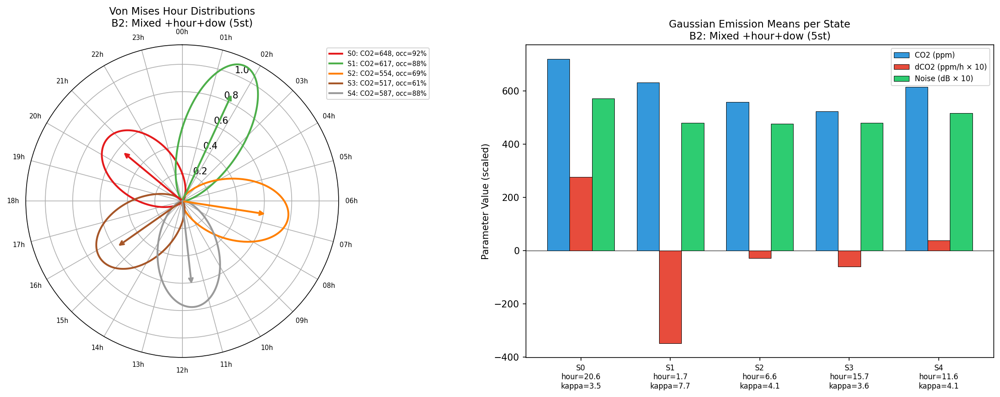 Von Mises Hour Distributions
B2: Mixed +hour+dow (5st)
00h
01h
02h
03h
04h
05h
06h
07h
08h
09h
10h
11h
12h
13h
14h
15h
16h
17h
18h
19h
20h
21h
22h
23h
1.0
0.8
0.6
0.4
0.2
S0: CO2=648, occ=92%
S1: CO2=617, occ=88%
S2: CO2=554, occ=69%
S3: CO2=517, occ=61%
S4: CO2=587, occ=88%
Gaussian Emission Means per State
B2: Mixed +hour+dow (5st)
CO2 (ppm)
dCO2 (ppm/h × 10)
Noise (dB × 10)
Parameter Value (scaled)
600
400
200
0
−200
−400
S0
hour=20.6
kappa=3.5
S1
hour=1.7
kappa=7.7
S2
hour=6.6
kappa=4.1
S3
hour=15.7
kappa=3.6
S4
hour=11.6
kappa=4.1